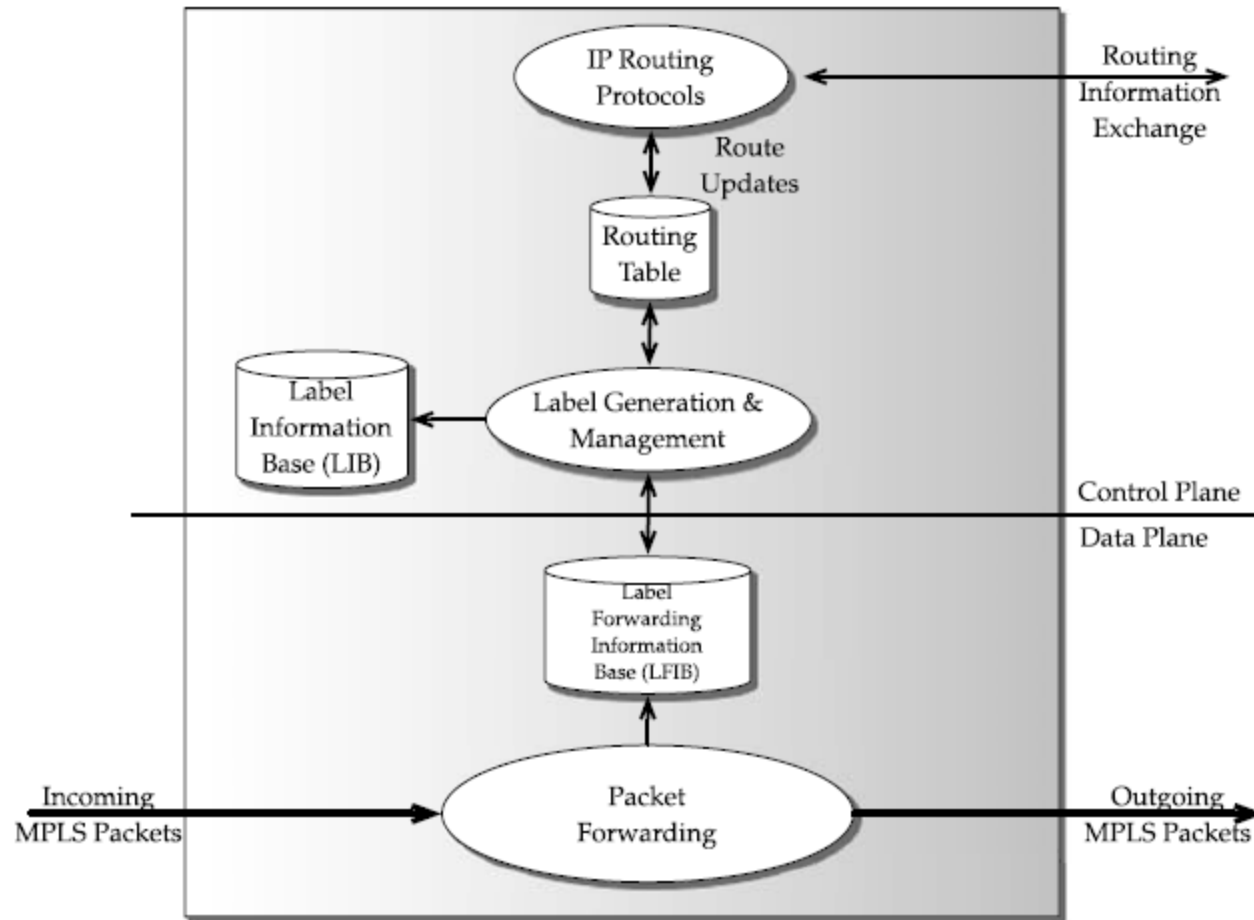 IP Routing
Protocols
Routing
Information
Exchange
Route
Updates
Routing
Table
Label
Information
Base (LIB)
Label Generation &
Management
Control Plane
Data Plane
Label
Forwarding
Information
Base (LFIB)
Incoming
MPLS Packets
Packet
Forwarding
Outgoing
MPLS Packets